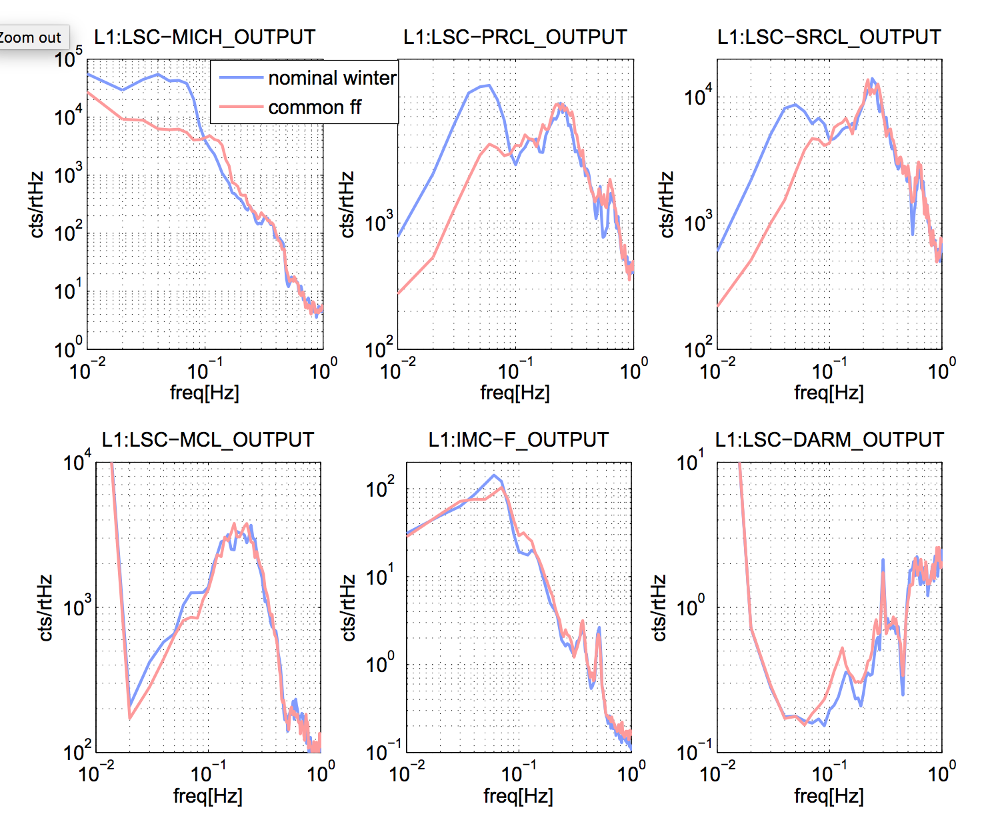 Zoom out
L1:LSC−MICH_OUTPUT
10^5
10^4
10^3
10^2
10^1
10^0
cts/rtHz
10^−2 10^−1 10^0
freq[Hz]
nominal winter
common ff
L1:LSC−PRCL_OUTPUT
10^3
10^2
cts/rtHz
10^−2 10^−1 10^0
freq[Hz]
L1:LSC−SRCL_OUTPUT
10^4
10^3
10^2
cts/rtHz
10^−2 10^−1 10^0
freq[Hz]
L1:LSC−MCL_OUTPUT
10^4
10^3
10^2
cts/rtHz
10^−2 10^−1 10^0
freq[Hz]
L1:IMC−F_OUTPUT
10^2
10^1
10^0
10^−1
cts/rtHz
10^−2 10^−1 10^0
freq[Hz]
L1:LSC−DARM_OUTPUT
10^1
10^0
10^−1
cts/rtHz
10^−2 10^−1 10^0
freq[Hz]